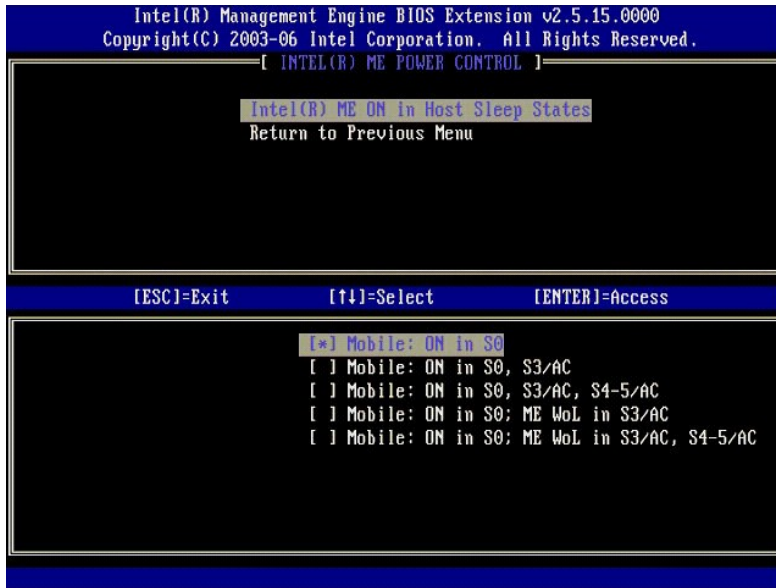 Intel(R) Management Engine BIOS Extension v2.5.15.0000
Copyright(C) 2003-06 Intel Corporation. All Rights Reserved.
[ INTEL(R) ME POWER CONTROL ]
Intel(R) ME ON in Host Sleep States
Return to Previous Menu
[ESC]=Exit [↑↓]=Select [ENTER]=Access
[*] Mobile: ON in S0
[ ] Mobile: ON in S0, S3/AC
[ ] Mobile: ON in S0, S3/AC, S4-5/AC
[ ] Mobile: ON in S0; ME WoL in S3/AC
[ ] Mobile: ON in S0; ME WoL in S3/AC, S4-5/AC